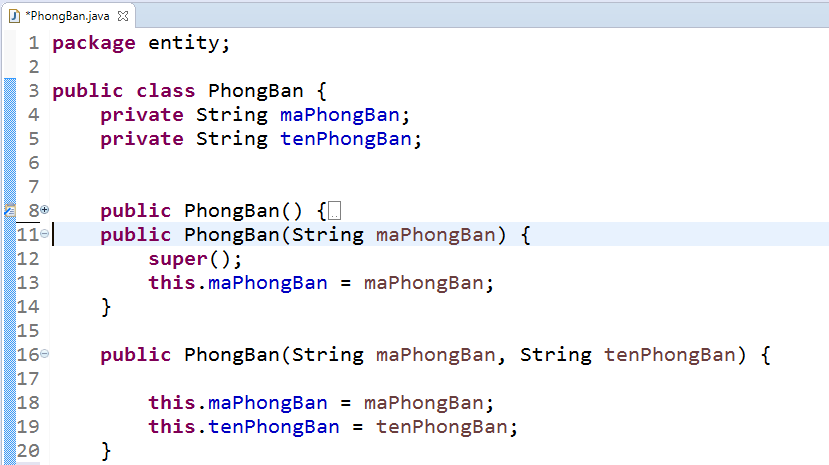 *PhongBan.java
1 package entity;
2
3 public class PhongBan {
4     private String maPhongBan;
5     private String tenPhongBan;
6
7
8     public PhongBan() {..
11     public PhongBan(String maPhongBan) {
12         super();
13         this.maPhongBan = maPhongBan;
14     }
15
16     public PhongBan(String maPhongBan, String tenPhongBan) {
17
18         this.maPhongBan = maPhongBan;
19         this.tenPhongBan = tenPhongBan;
20     }